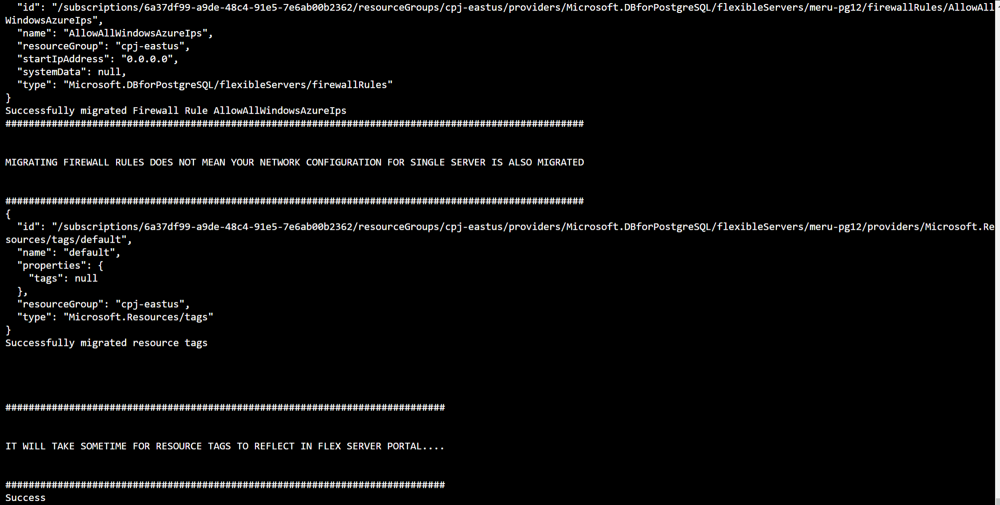 "id": "/subscriptions/6a37df99-a9de-48c4-91e5-7e6ab00b2362/resourceGroups/cpj-eastus/providers/Microsoft.DBforPostgreSQL/flexibleServers/meru-pg12/firewallRules/AllowAll
WindowsAzureIps",
  "name": "AllowAllWindowsAzureIps",
  "resourceGroup": "cpj-eastus",
  "startIpAddress": "0.0.0.0",
  "systemData": null,
  "type": "Microsoft.DBforPostgreSQL/flexibleServers/firewallRules"
}
Successfully migrated Firewall Rule AllowAllWindowsAzureIps
####################################################################################################
MIGRATING FIREWALL RULES DOES NOT MEAN YOUR NETWORK CONFIGURATION FOR SINGLE SERVER IS ALSO MIGRATED
####################################################################################################
{
  "id": "/subscriptions/6a37df99-a9de-48c4-91e5-7e6ab00b2362/resourceGroups/cpj-eastus/providers/Microsoft.DBforPostgreSQL/flexibleServers/meru-pg12/providers/Microsoft.Re
sources/tags/default",
  "name": "default",
  "properties": {
    "tags": null
  },
  "resourceGroup": "cpj-eastus",
  "type": "Microsoft.Resources/tags"
}
Successfully migrated resource tags
############################################################################
IT WILL TAKE SOMETIME FOR RESOURCE TAGS TO REFLECT IN FLEX SERVER PORTAL....
############################################################################
Success